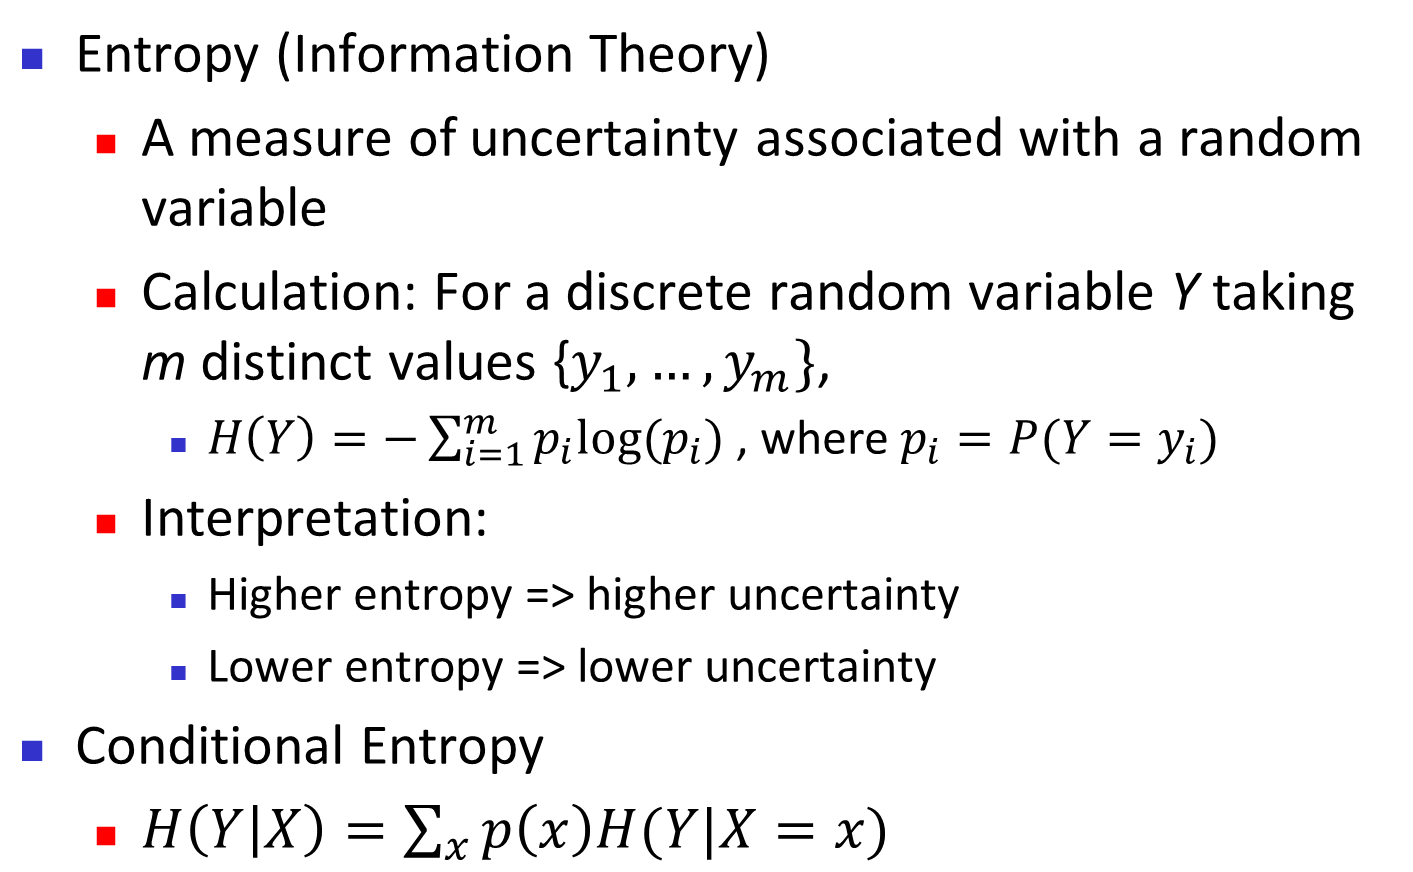 Entropy (Information Theory)
A measure of uncertainty associated with a random
variable
Calculation: For a discrete random variable Y taking
m distinct values {y₁, … , yₘ},
H(Y) = − ∑ᵢ₌₁ᵐ pᵢlog(pᵢ) , where pᵢ = P(Y = yᵢ)
Interpretation:
Higher entropy => higher uncertainty
Lower entropy => lower uncertainty
Conditional Entropy
H(Y|X) = ∑ₓ p(x)H(Y|X = x)